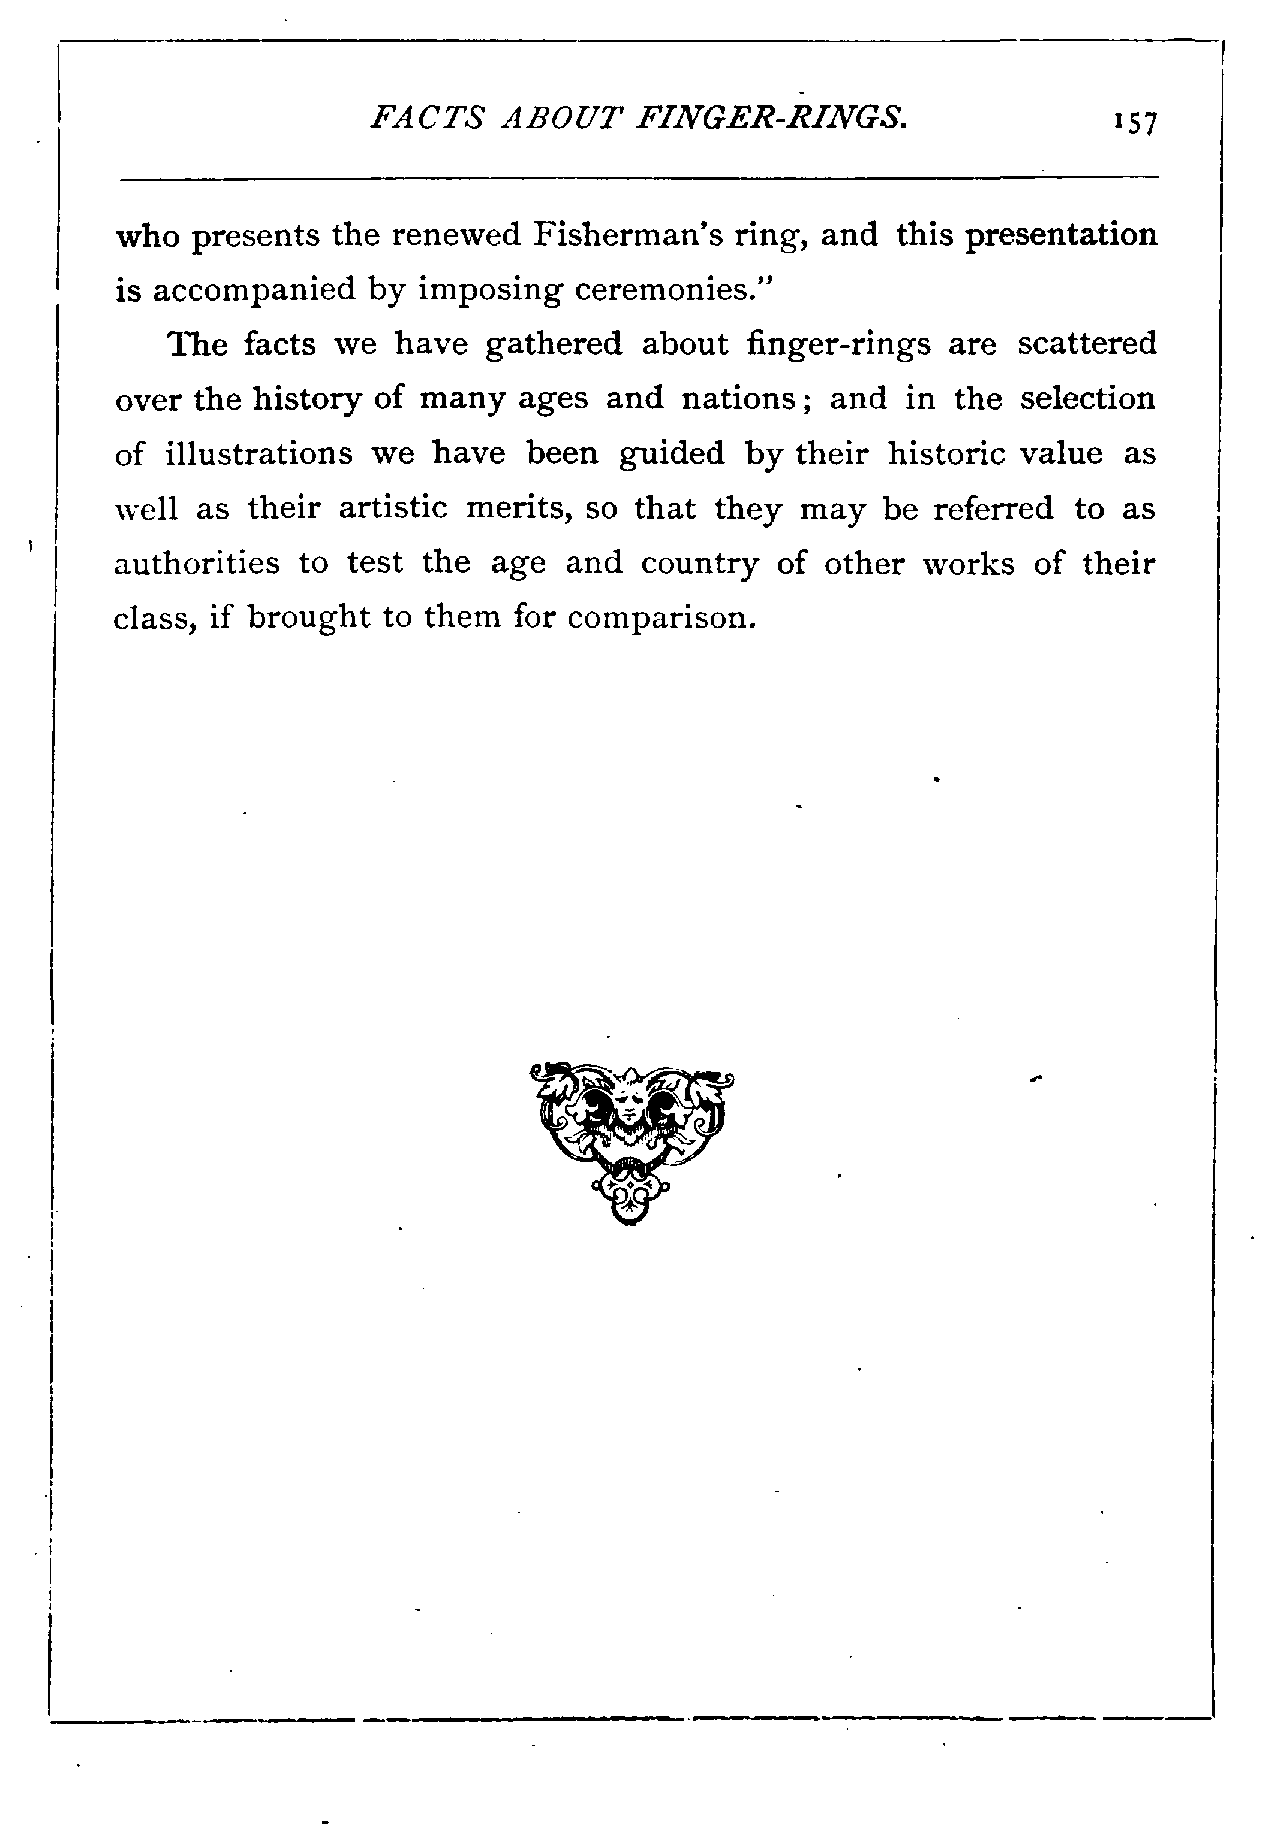 FACTS ABOUT FINGER-RINGS. 157
who presents the renewed Fisherman's ring, and this presentation
is accompanied by imposing ceremonies."
The facts we have gathered about finger-rings are scattered
over the history of many ages and nations; and in the selection
of illustrations we have been guided by their historic value as
well as their artistic merits, so that they may be referred to as
authorities to test the age and country of other works of their
class, if brought to them for comparison.